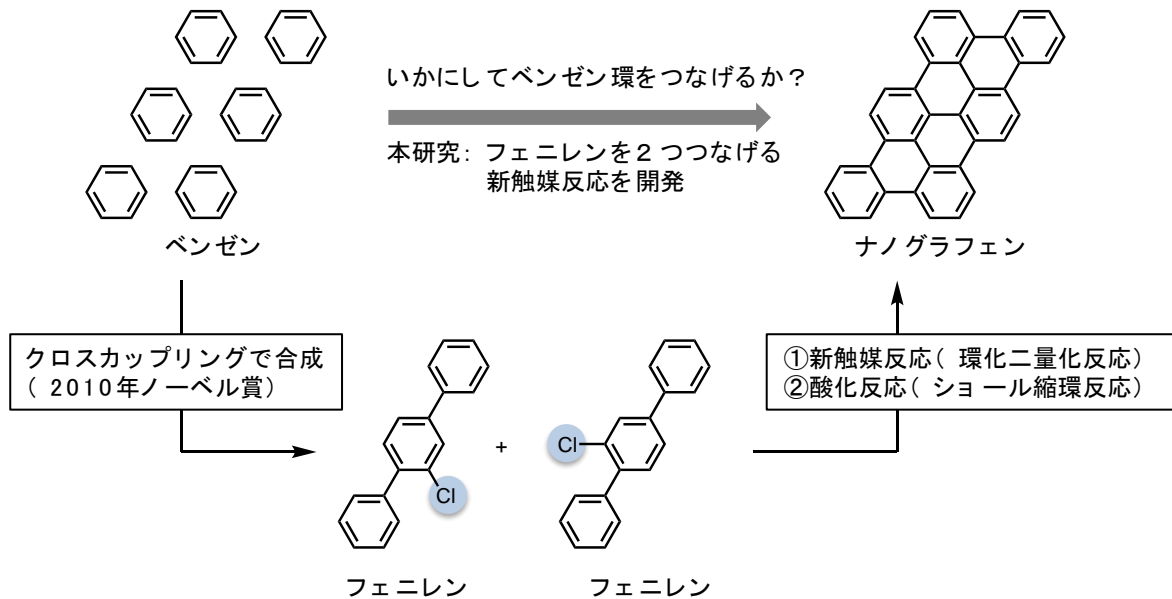 いかにしてベンゼン環をつなげるか？
本研究: フェニレンを2つつなげる
新触媒反応を開発
ベンゼン
ナノグラフェン
クロスカップリングで合成
(2010年ノーベル賞)
①新触媒反応(環化二量化反応)
②酸化反応(ショール縮環反応)
Cl
+
Cl
フェニレン
フェニレン